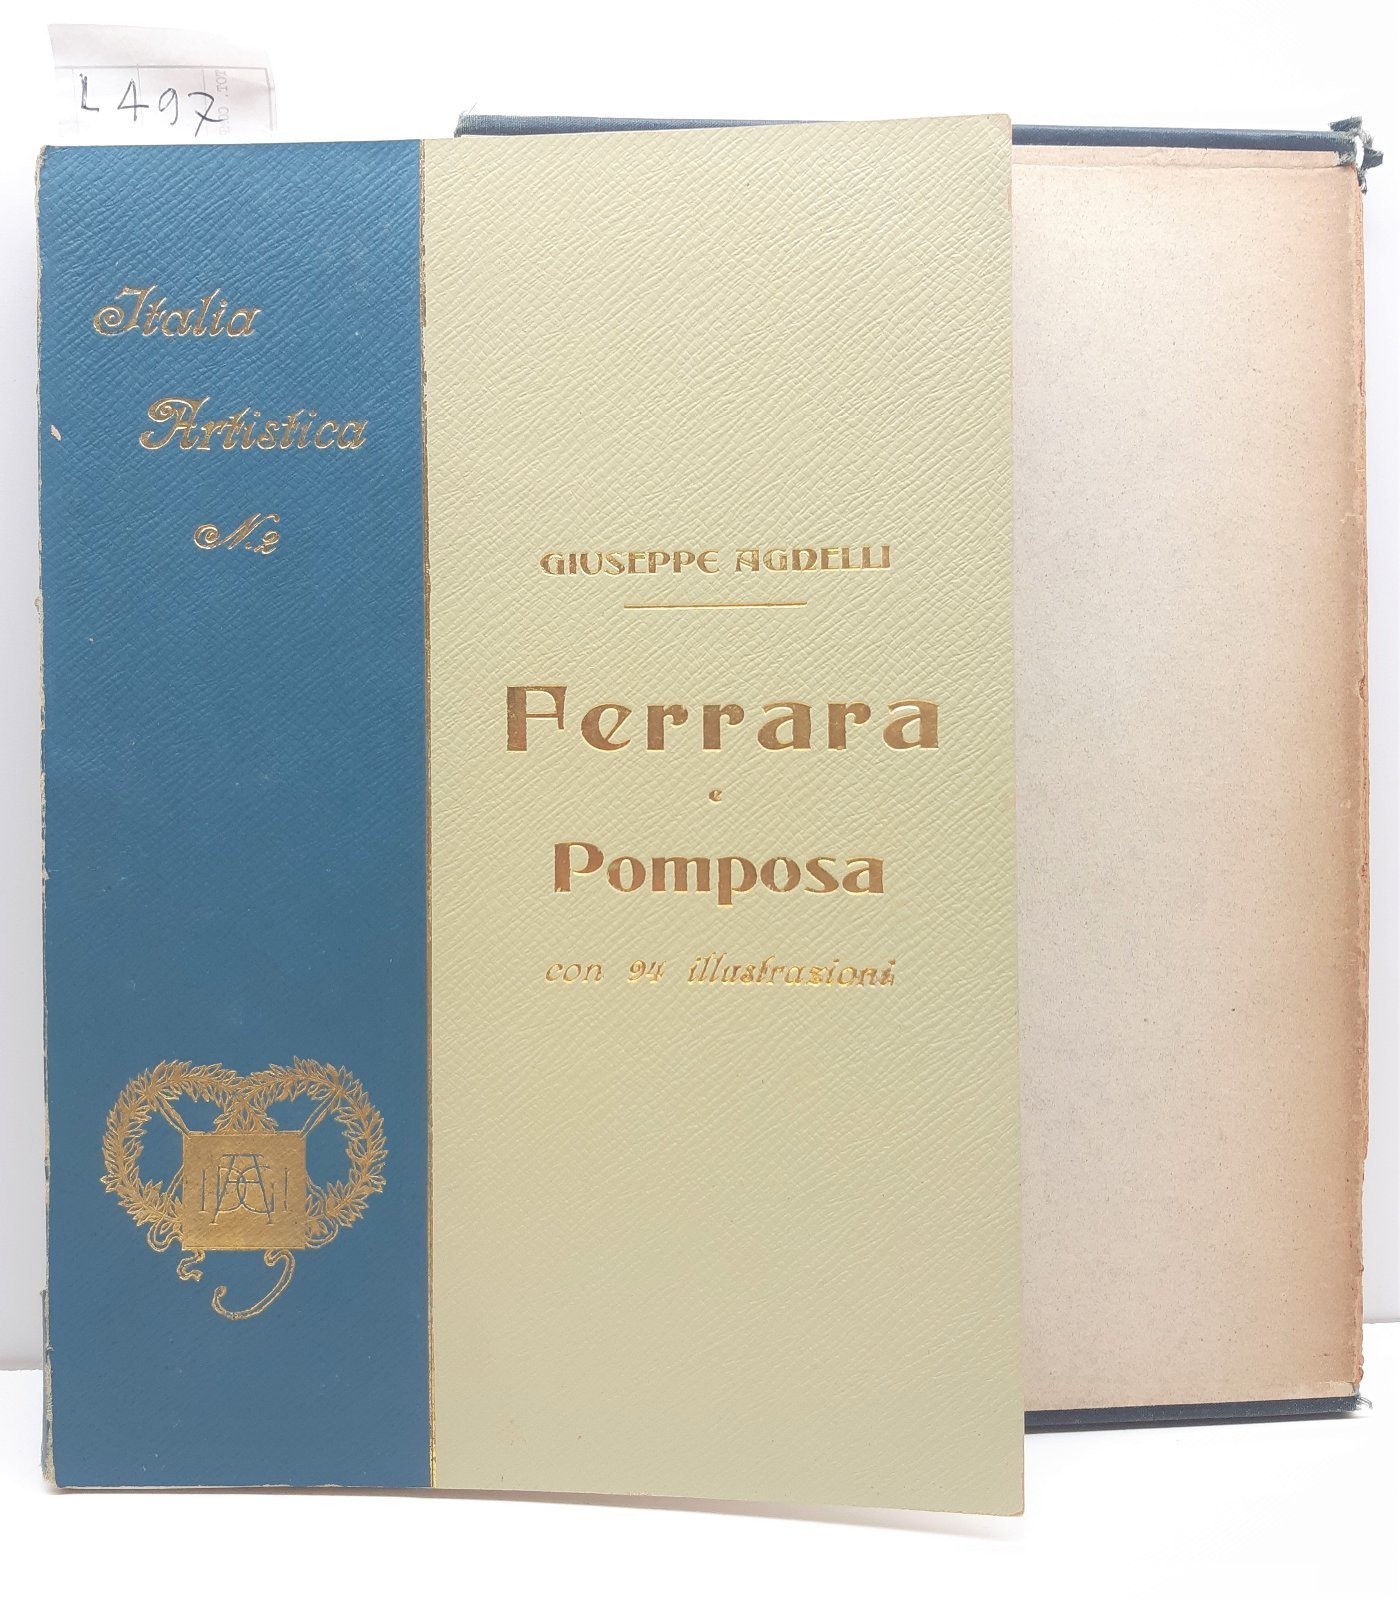 L 497
Italia
Artistica
N. 2
GIUSEPPE AGNELLI
Ferrara
e
Pomposa
con 94 illustrazioni